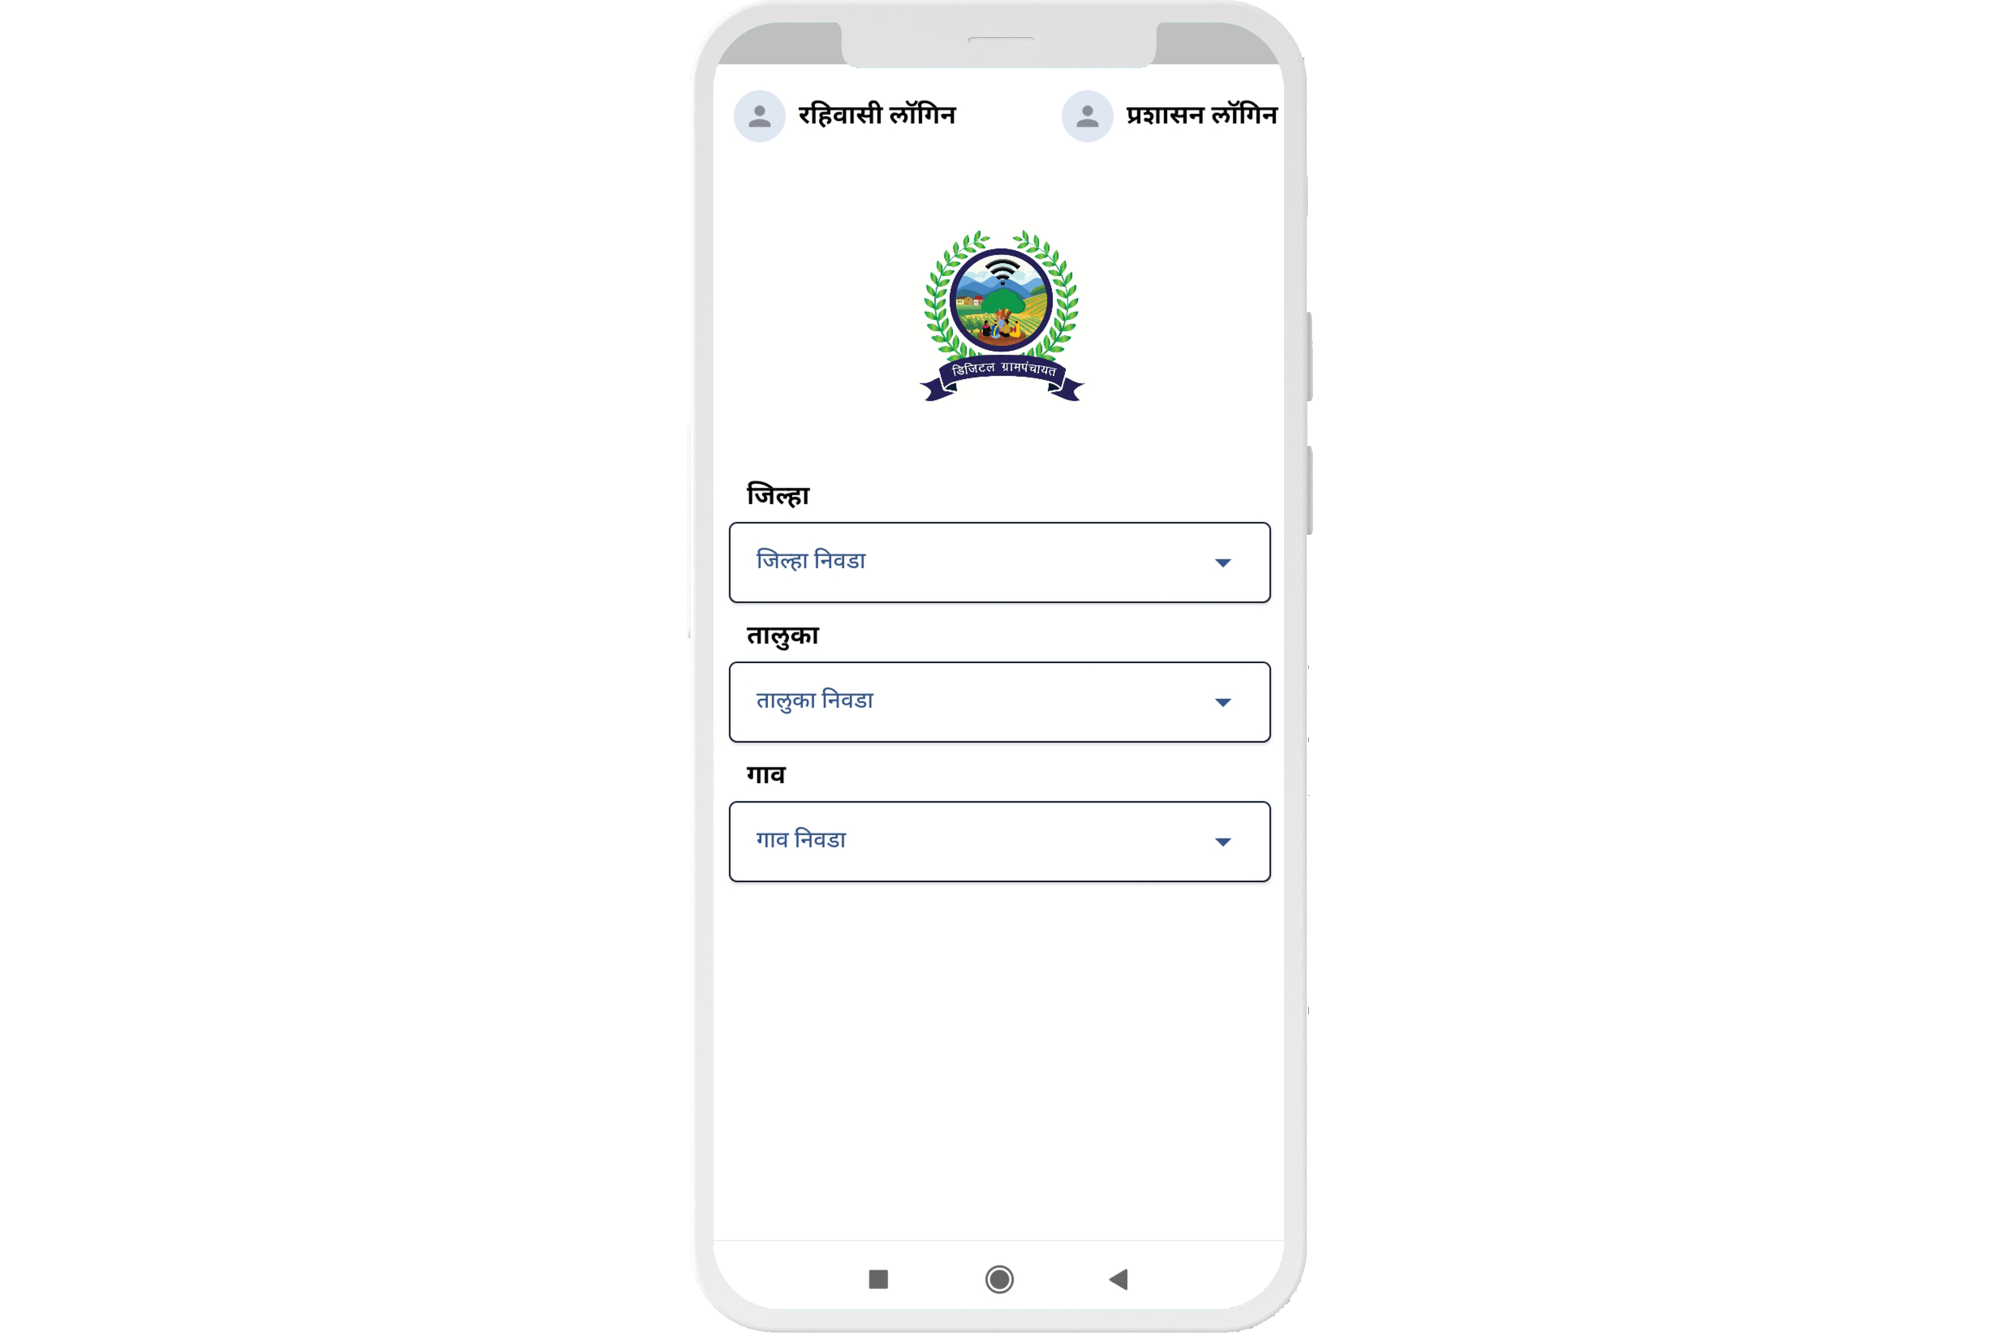 रहिवासी लॉगिन
प्रशासन लॉगिन
डिजिटल ग्रामपंचायत
जिल्हा
जिल्हा निवडा
तालुका
तालुका निवडा
गाव
गाव निवडा